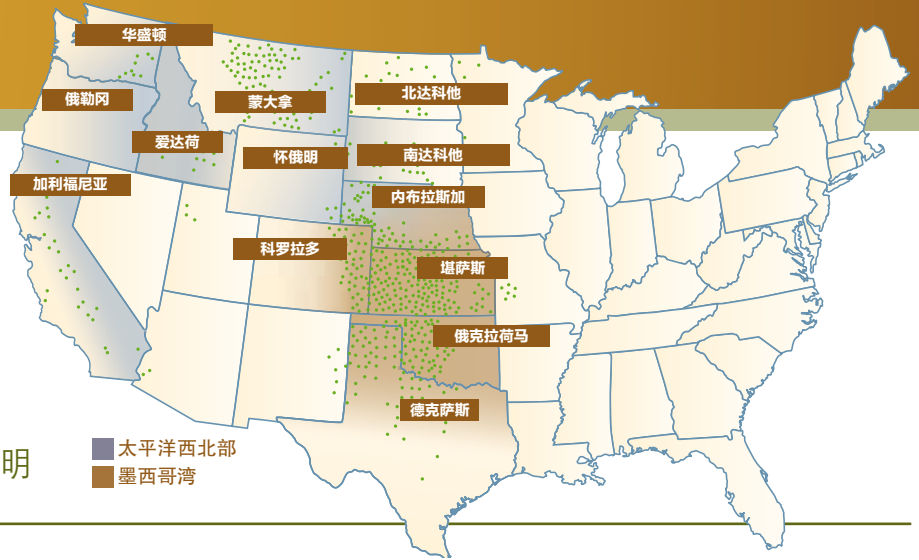 华盛顿
俄勒冈
蒙大拿
北达科他
爱达荷
怀俄明
南达科他
加利福尼亚
内布拉斯加
科罗拉多
堪萨斯
俄克拉荷马
德克萨斯
太平洋西北部
明
墨西哥湾